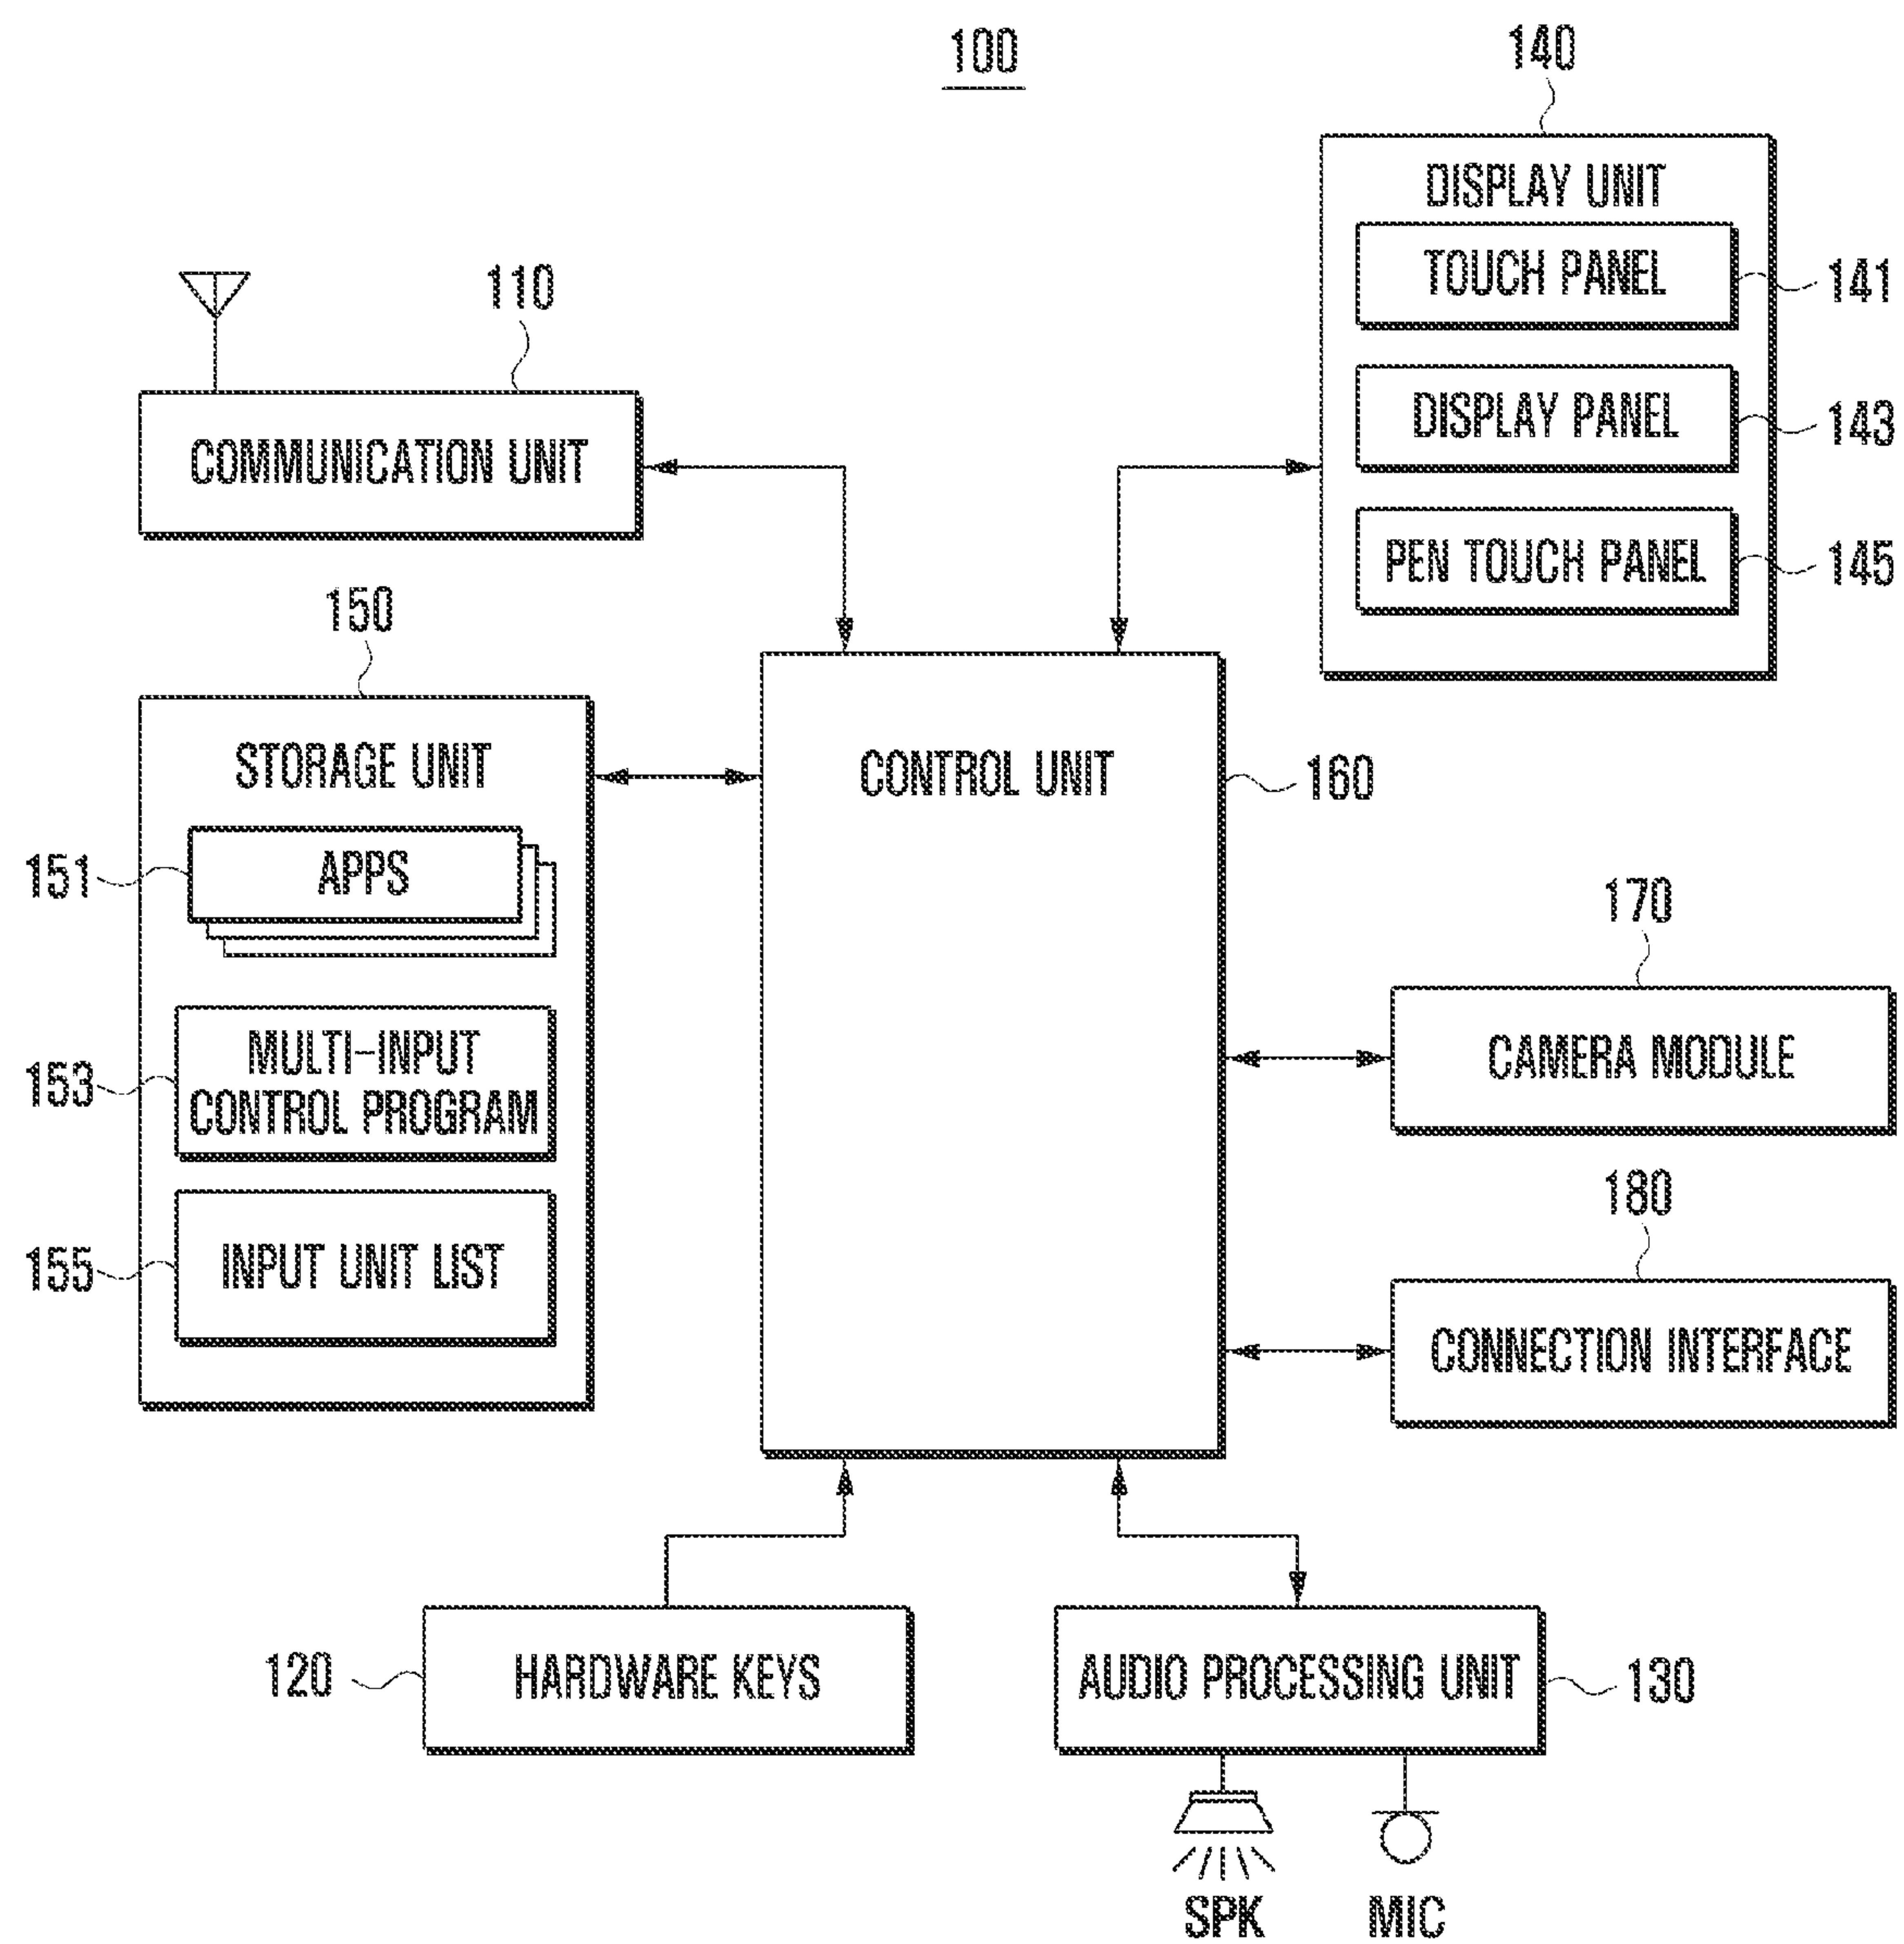 100
140
DISPLAY UNIT
TOUCH PANEL
141
DISPLAY PANEL
143
PEN TOUCH PANEL
145
110
COMMUNICATION UNIT
150
STORAGE UNIT
151
APPS
153
MULTI-INPUT
CONTROL PROGRAM
155
INPUT UNIT LIST
CONTROL UNIT
160
170
CAMERA MODULE
180
CONNECTION INTERFACE
120
HARDWARE KEYS
AUDIO PROCESSING UNIT
130
SPK
MIC